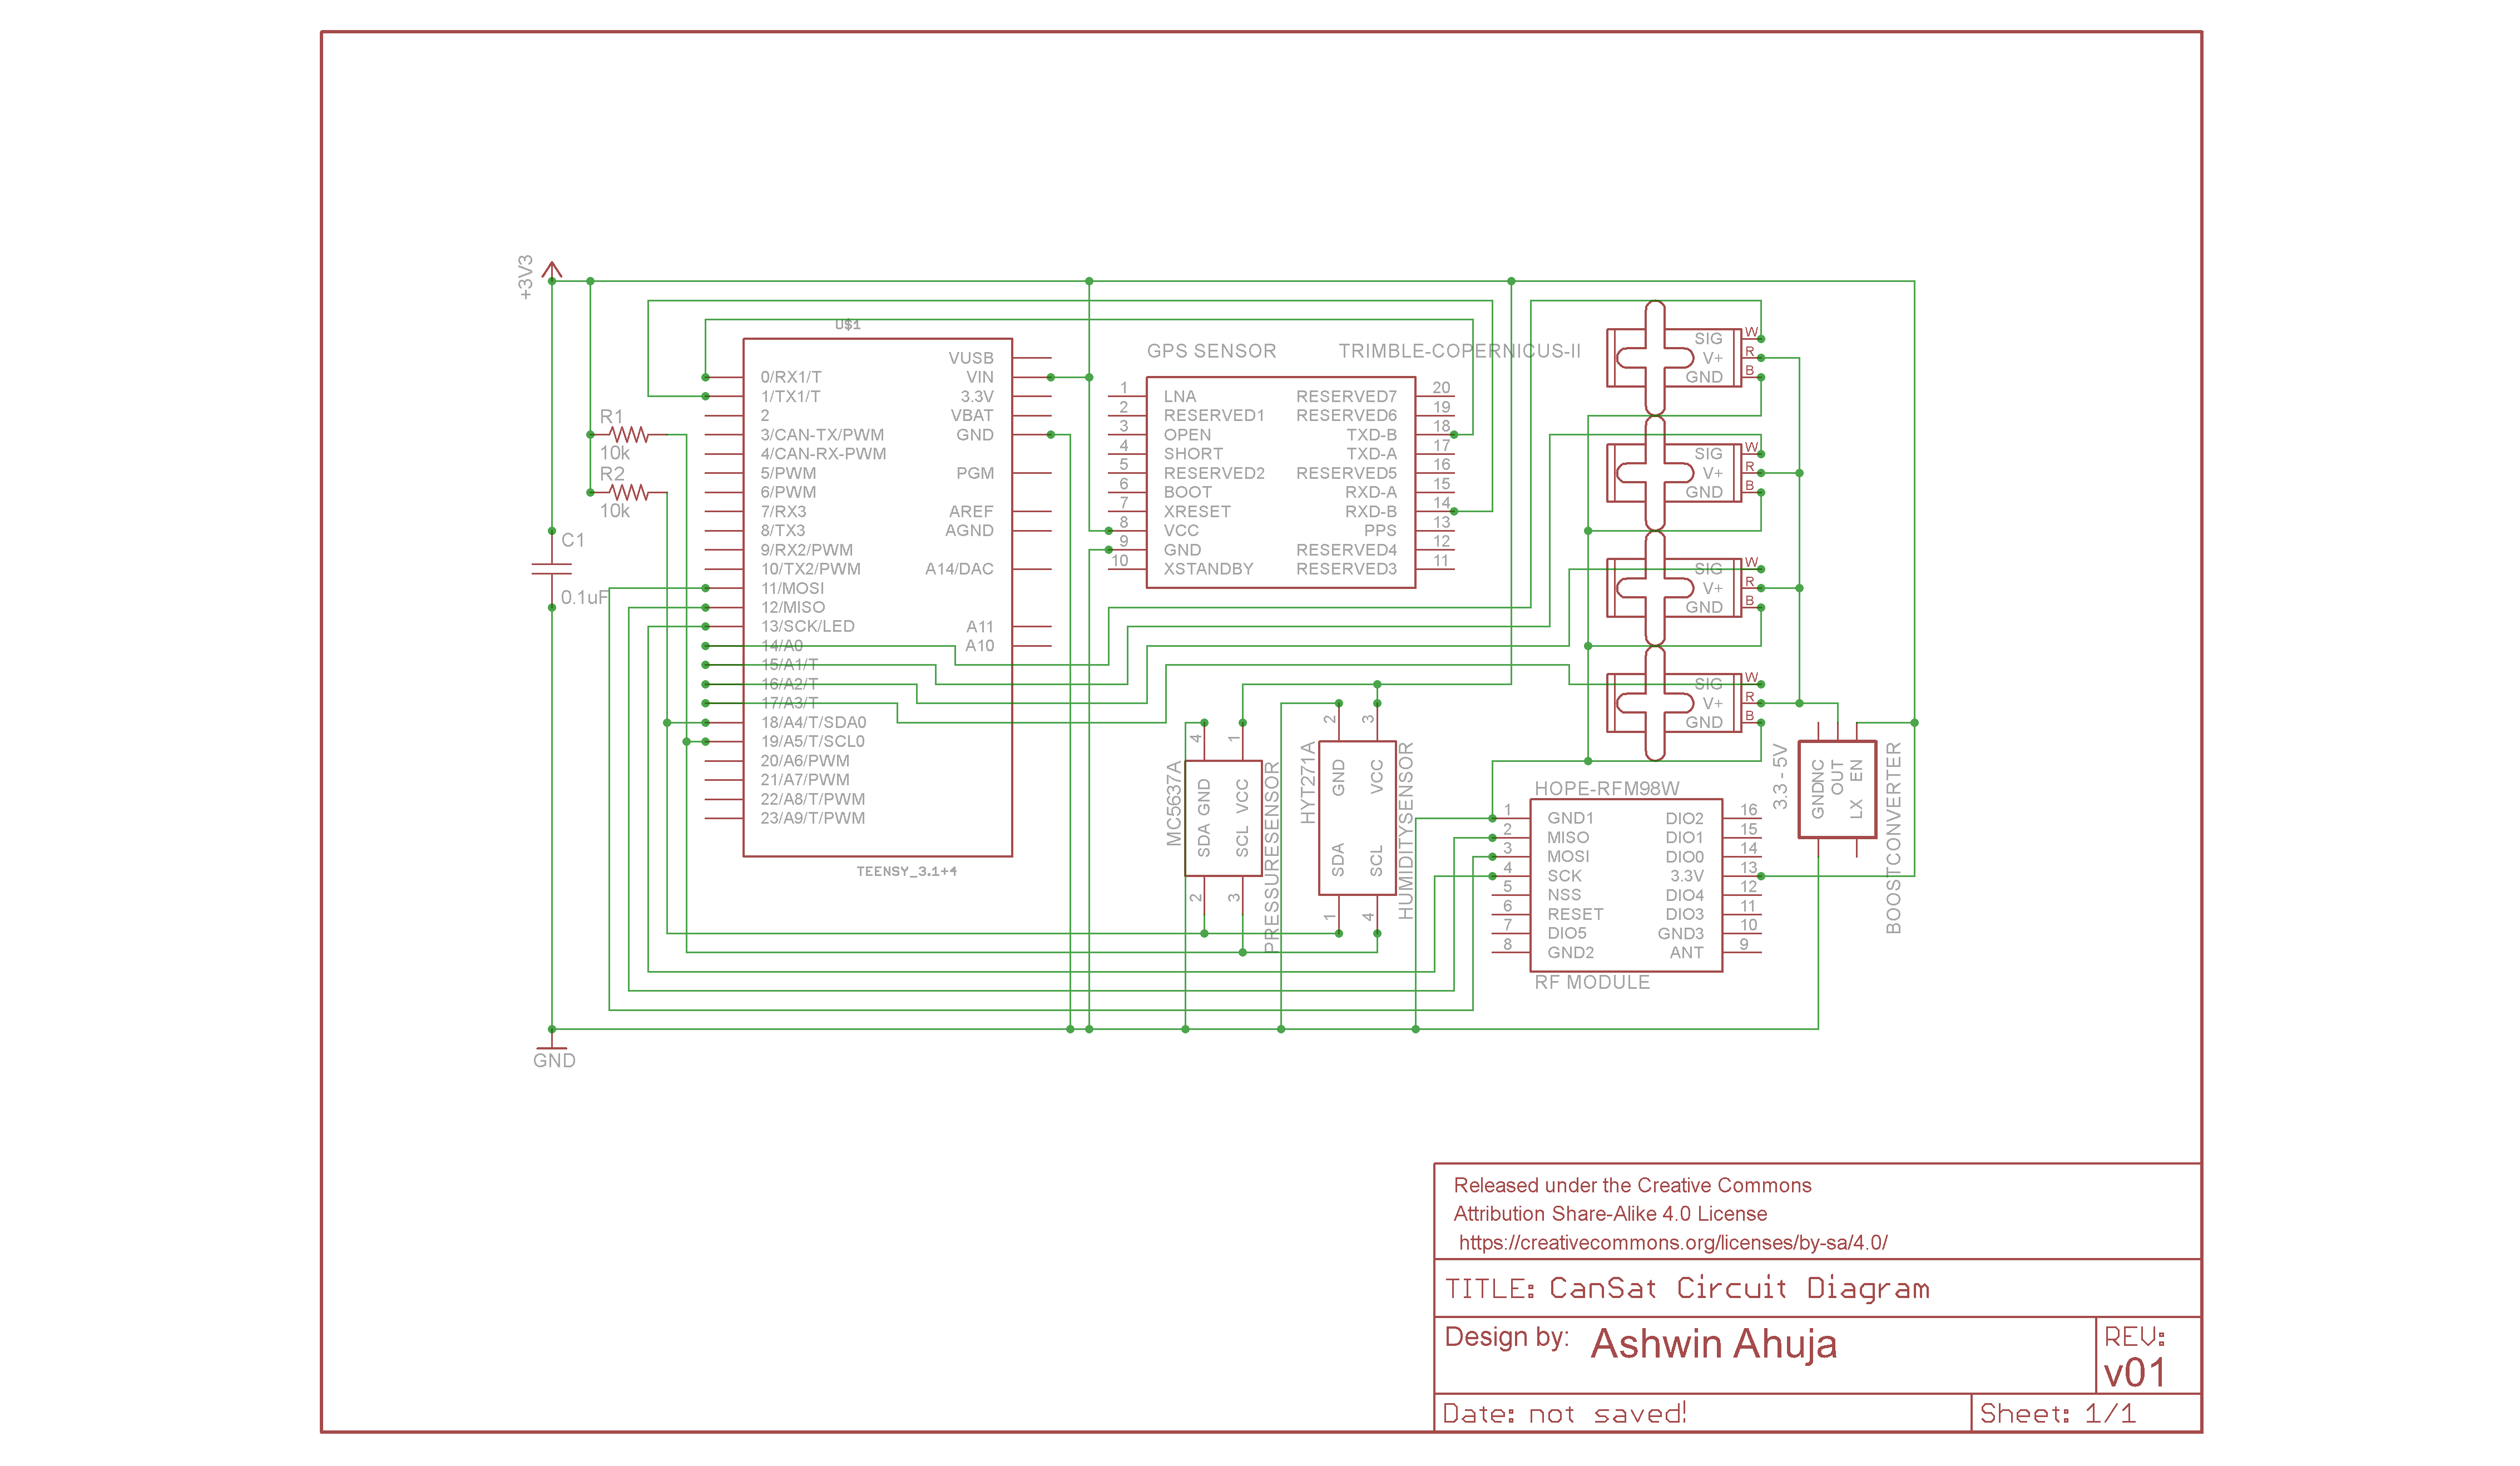 +3V3
U$1
R1
10k
R2
10k
C1
0.1uF
GND
0/RX1/T
1/TX1/T
2
3/CAN-TX/PWM
4/CAN-RX-PWM
5/PWM
6/PWM
7/RX3
8/TX3
9/RX2/PWM
10/TX2/PWM
11/MOSI
12/MISO
13/SCK/LED
14/A0
15/A1/T
16/A2/T
17/A3/T
18/A4/T/SDA0
19/A5/T/SCL0
20/A6/PWM
21/A7/PWM
22/A8/T/PWM
23/A9/T/PWM
VUSB
VIN
3.3V
VBAT
GND
PGM
AREF
AGND
A14/DAC
A11
A10
TEENSY_3.1+4
GPS SENSOR TRIMBLE-COPERNICUS-II
1 LNA RESERVED7 20
2 RESERVED1 RESERVED6 19
3 OPEN TXD-B 18
4 SHORT TXD-A 17
5 RESERVED2 RESERVED5 16
6 BOOT RXD-A 15
7 XRESET RXD-B 14
8 VCC PPS 13
9 GND RESERVED4 12
10 XSTANDBY RESERVED3 11
SIG W
V+ R
GND B
SIG W
V+ R
GND B
SIG W
V+ R
GND B
SIG W
V+ R
GND B
MC5637A
4 1
GND VCC
SDA SCL
2 3
PRESSURESENSOR
HYT271A
2 3
GND VCC
SDA SCL
1 4
HUMIDITYSENSOR
HOPE-RFM98W
1 GND1 DIO2 16
2 MISO DIO1 15
3 MOSI DIO0 14
4 SCK 3.3V 13
5 NSS DIO4 12
6 RESET DIO3 11
7 DIO5 GND3 10
8 GND2 ANT 9
RF MODULE
3.3 - 5V
GNDNC
OUT
LX EN
BOOSTCONVERTER
Released under the Creative Commons
Attribution Share-Alike 4.0 License
https://creativecommons.org/licenses/by-sa/4.0/
TITLE: CanSat Circuit Diagram
Design by: Ashwin Ahuja
REV:
v01
Date: not saved!
Sheet: 1/1